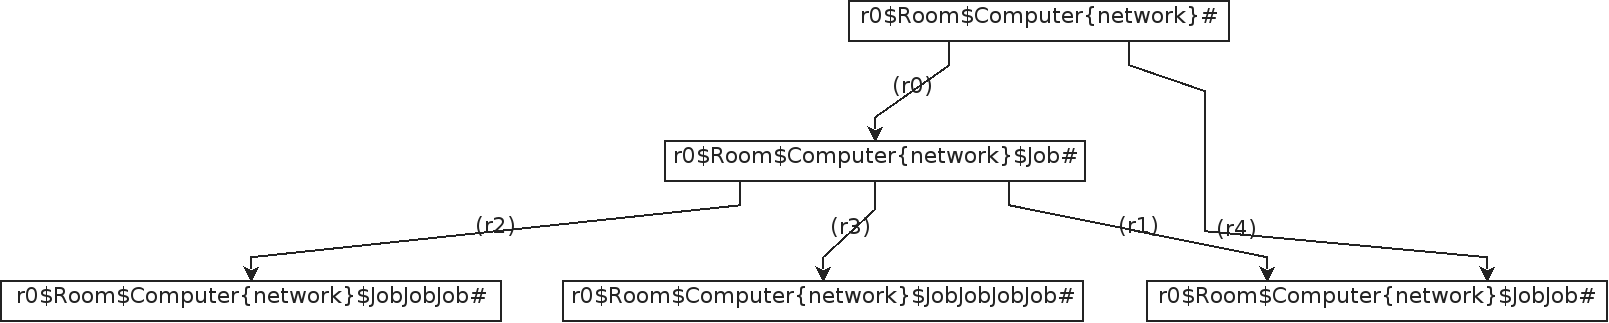 r0$Room$Computer{network}#
(r0)
r0$Room$Computer{network}$Job#
(r2)
(r3)
(r1)
(r4)
r0$Room$Computer{network}$JobJobJob#
r0$Room$Computer{network}$JobJobJobJob#
r0$Room$Computer{network}$JobJob#